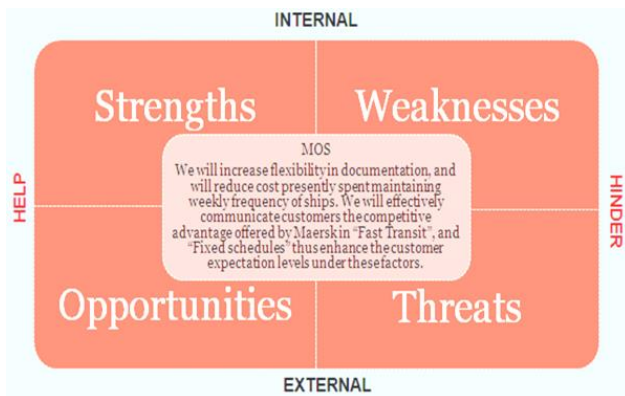 INTERNAL
Strengths
Weaknesses
MOS
We will increase flexibility in documentation, and
will reduce cost presently spent maintaining
weekly frequency of ships. We will effectively
communicate customers the competitive
advantage offered by Maersk in “Fast Transit”, and
“Fixed schedules” thus enhance the customer
expectation levels under these factors.
HELP
HINDER
Opportunities
Threats
EXTERNAL